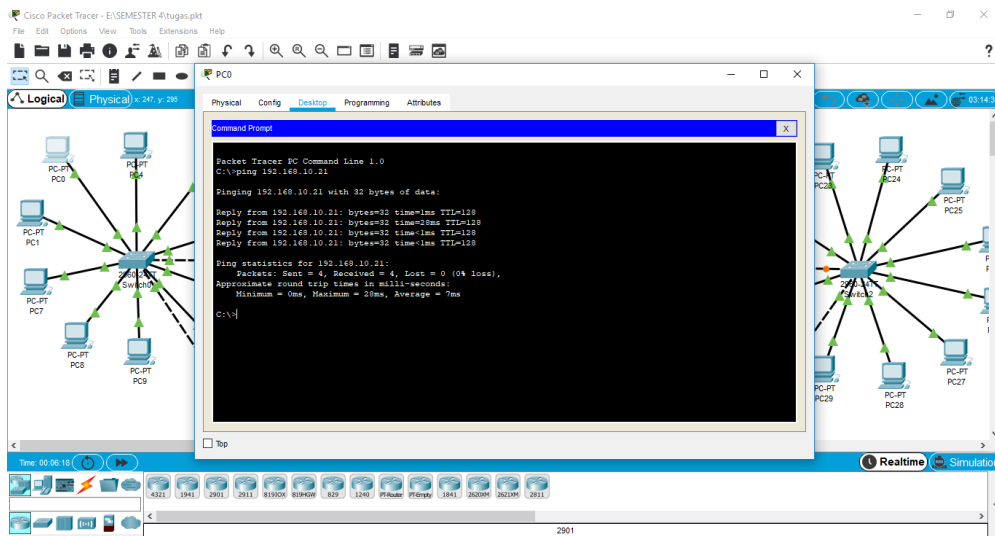 Cisco Packet Tracer - E:\SEMESTER 4\tugas.pkt
File Edit Options View Tools Extensions Help
?
Logical
Physical
x: 247, y: 295
PC0
Physical Config Desktop Programming Attributes
Command Prompt
X
Packet Tracer PC Command Line 1.0
C:\>ping 192.168.10.21
Pinging 192.168.10.21 with 32 bytes of data:
Reply from 192.168.10.21: bytes=32 time=1ms TTL=128
Reply from 192.168.10.21: bytes=32 time=28ms TTL=128
Reply from 192.168.10.21: bytes=32 time<1ms TTL=128
Reply from 192.168.10.21: bytes=32 time<1ms TTL=128
Ping statistics for 192.168.10.21:
Packets: Sent = 4, Received = 4, Lost = 0 (0% loss),
Approximate round trip times in milli-seconds:
Minimum = 0ms, Maximum = 28ms, Average = 7ms
C:\>
Top
03:14:3
PC-PT
PC0
PC-PT
PC4
PC-PT
PC1
2960-24TT
Switch0
PC-PT
PC7
PC-PT
PC8
PC-PT
PC9
PC-PT
PC24
PC-PT
PC25
2960-24TT
Switch2
PC-PT
PC27
PC-PT
PC28
PC-PT
PC29
Time: 00:06:18
Realtime
Simulation
4321 1941 2901 2911 819IOX 819HGW 829 1240 PT-Router PT-Empty 1841 2620XM 2621XM 2811
2901